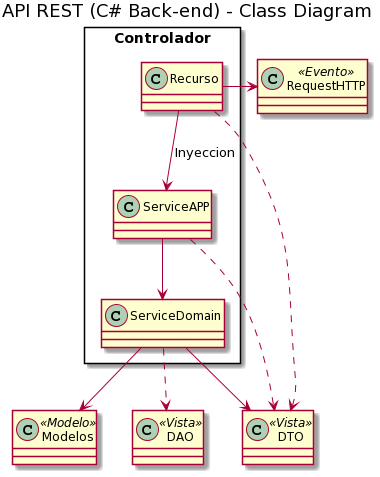 API REST (C# Back-end) - Class Diagram
Controlador
C Recurso
C «Evento»
RequestHTTP
Inyeccion
C ServiceAPP
C ServiceDomain
C «Modelo»
Modelos
C «Vista»
DAO
C «Vista»
DTO